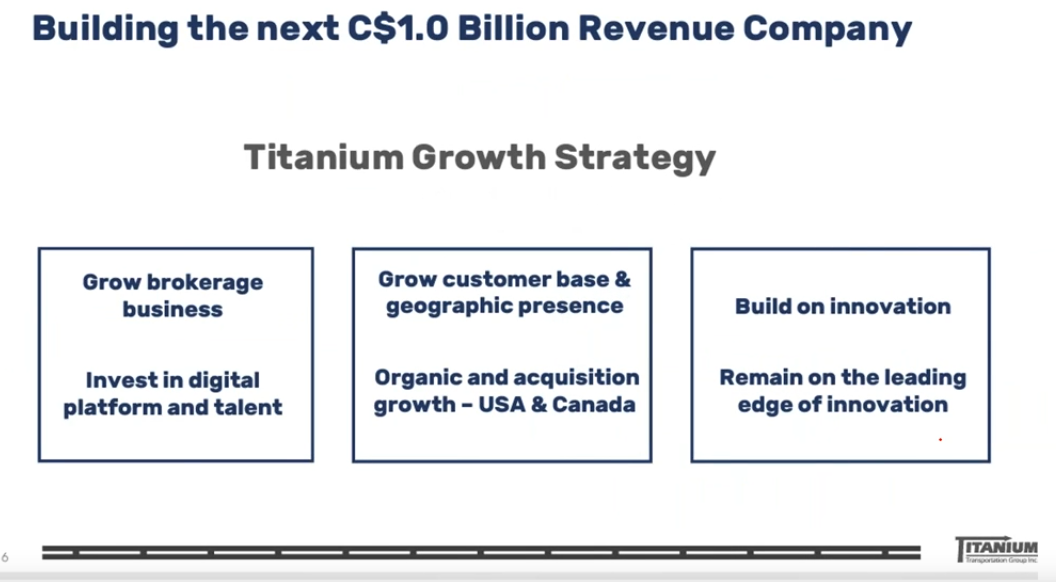 Building the next C$1.0 Billion Revenue Company
Titanium Growth Strategy
Grow brokerage
business
Invest in digital
platform and talent
Grow customer base &
geographic presence
Organic and acquisition
growth – USA & Canada
Build on innovation
Remain on the leading
edge of innovation
6
TITANIUM
Transportation Group Inc